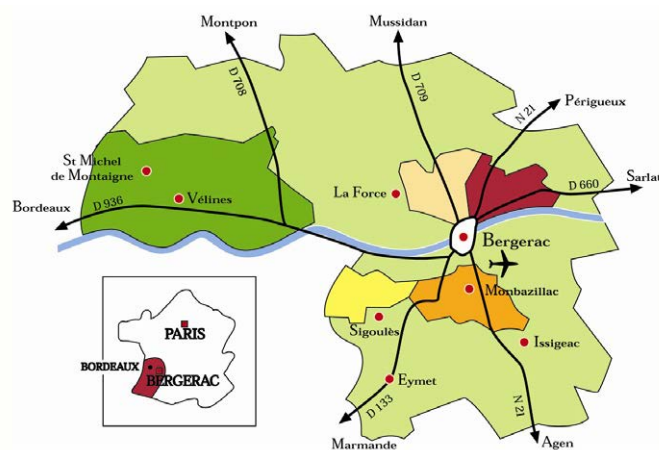 Montpon
Mussidan
D 708
D 709
N 21
Périgueux
St Michel
de Montaigne
Vélines
La Force
D 660
Sarlat
Bordeaux
D 936
Bergerac
Monbazillac
Sigoulès
Issigeac
PARIS
BORDEAUX
BERGERAC
Eymet
D 133
N 21
Marmande
Agen